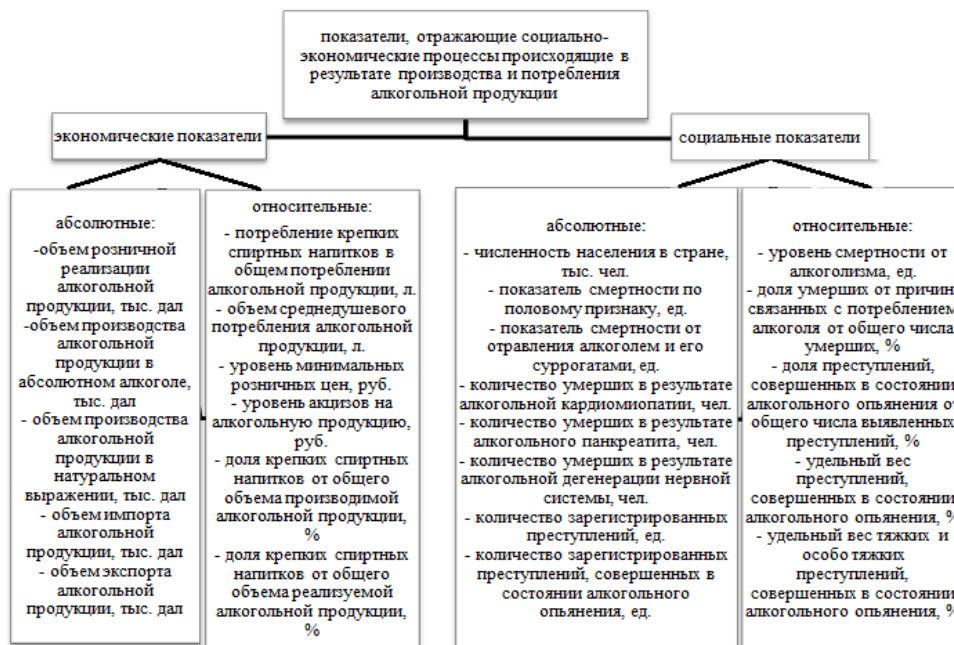 показатели, отражающие социально-
экономические процессы происходящие в
результате производства и потребления
алкогольной продукции
экономические показатели
социальные показатели
абсолютные:
-объем розничной
реализации
алкогольной
продукции, тыс. дал
-объем производства
алкогольной
продукции в
абсолютном алкоголе,
тыс. дал
- объем производства
алкогольной
продукции в
натуральном
выражении, тыс. дал
- объем импорта
алкогольной
продукции, тыс. дал
- объем экспорта
алкогольной
продукции, тыс. дал
относительные:
- потребление крепких
спиртных напитков в
общем потреблении
алкогольной продукции, л.
- объем среднедушевого
потребления алкогольной
продукции, л.
- уровень минимальных
розничных цен, руб.
- уровень акцизов на
алкогольную продукцию,
руб.
- доля крепких спиртных
напитков от общего
объема производимой
алкогольной продукции,
%
- доля крепких спиртных
напитков от общего
объема реализуемой
алкогольной продукции,
%
абсолютные:
- численность населения в стране,
тыс. чел.
- показатель смертности по
половому признаку, ед.
- показатель смертности от
отравления алкоголем и его
суррогатами, ед.
- количество умерших в результате
алкогольной кардиомиопатии, чел.
- количество умерших в результате
алкогольного панкреатита, чел.
- количество умерших в результате
алкогольной дегенерации нервной
системы, чел.
- количество зарегистрированных
преступлений, ед.
- количество зарегистрированных
преступлений, совершенных в
состоянии алкогольного
опьянения, ед.
относительные:
- уровень смертности от
алкоголизма, ед.
- доля умерших от причин
связанных с потреблением
алкоголя от общего числа
умерших, %
- доля преступлений,
совершенных в состоянии
алкогольного опьянения от
общего числа выявленных
преступлений, %
- удельный вес
преступлений,
совершенных в состоянии
алкогольного опьянения, %
- удельный вес тяжких и
особо тяжких
преступлений,
совершенных в состоянии
алкогольного опьянения, %